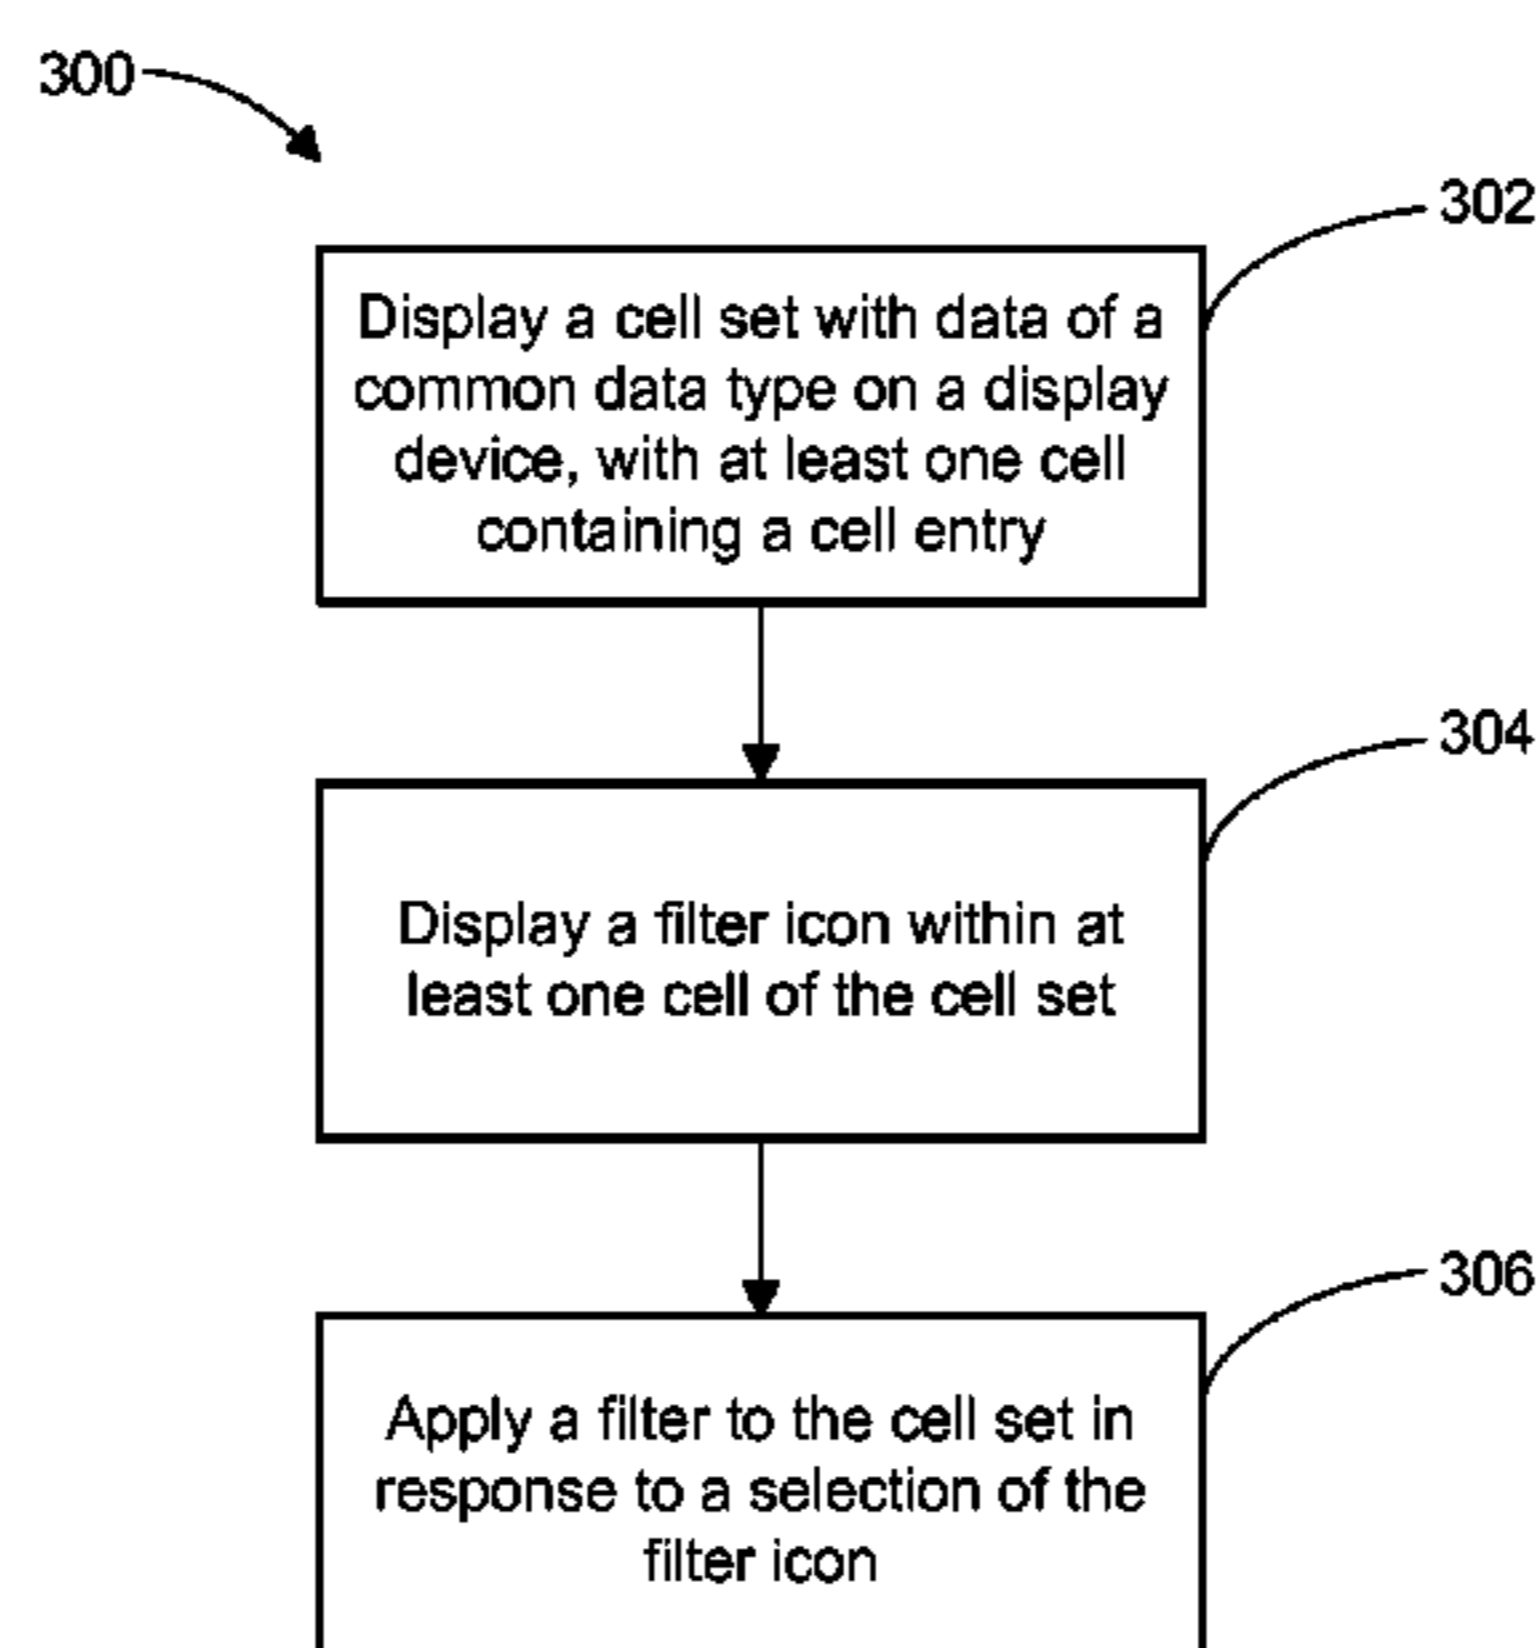 300
302
Display a cell set with data of a
common data type on a display
device, with at least one cell
containing a cell entry
304
Display a filter icon within at
least one cell of the cell set
306
Apply a filter to the cell set in
response to a selection of the
filter icon